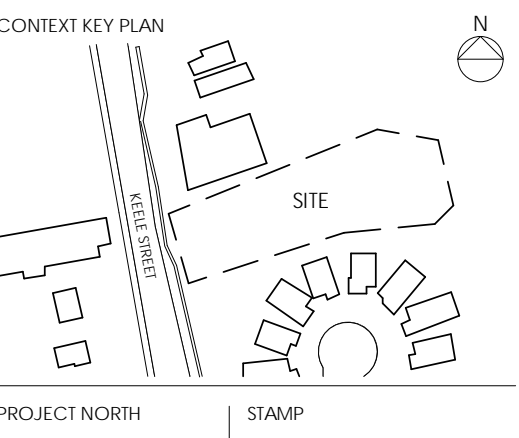 CONTEXT KEY PLAN
N
SITE
KEELE STREET
PROJECT NORTH
STAMP